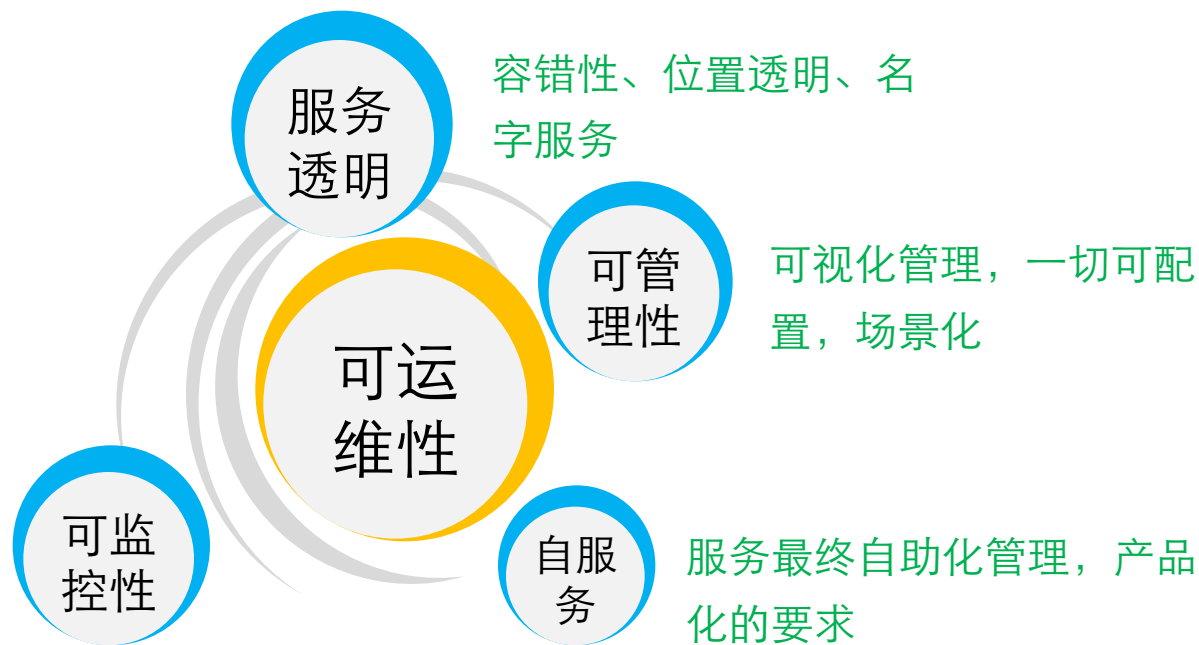 服务
透明
容错性、位置透明、名
字服务
可管
理性
可视化管理，一切可配
置，场景化
可运
维性
可监
控性
自服
务
服务最终自助化管理，产品
化的要求